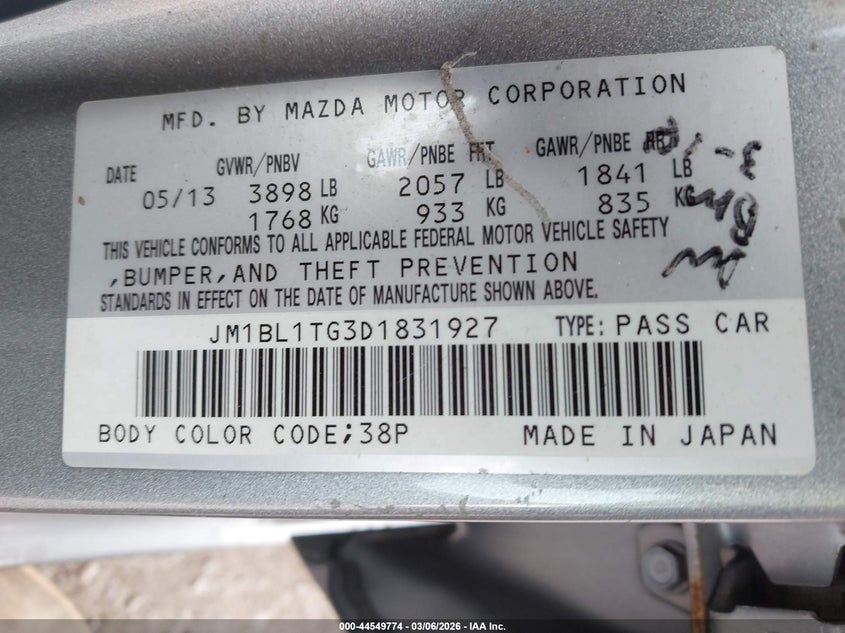 MFD. BY MAZDA MOTOR CORPORATION
DATE GVWR/PNBV GAWR/PNBE FRT GAWR/PNBE RR
05/13 3898 LB 2057 LB 1841 LB
1768 KG 933 KG 835 KG
THIS VEHICLE CONFORMS TO ALL APPLICABLE FEDERAL MOTOR VEHICLE SAFETY
,BUMPER,AND THEFT PREVENTION
STANDARDS IN EFFECT ON THE DATE OF MANUFACTURE SHOWN ABOVE.
JM1BL1TG3D1831927 TYPE: PASS CAR
BODY COLOR CODE;38P MADE IN JAPAN
000-44549774 - 03/06/2026 - IAA Inc.